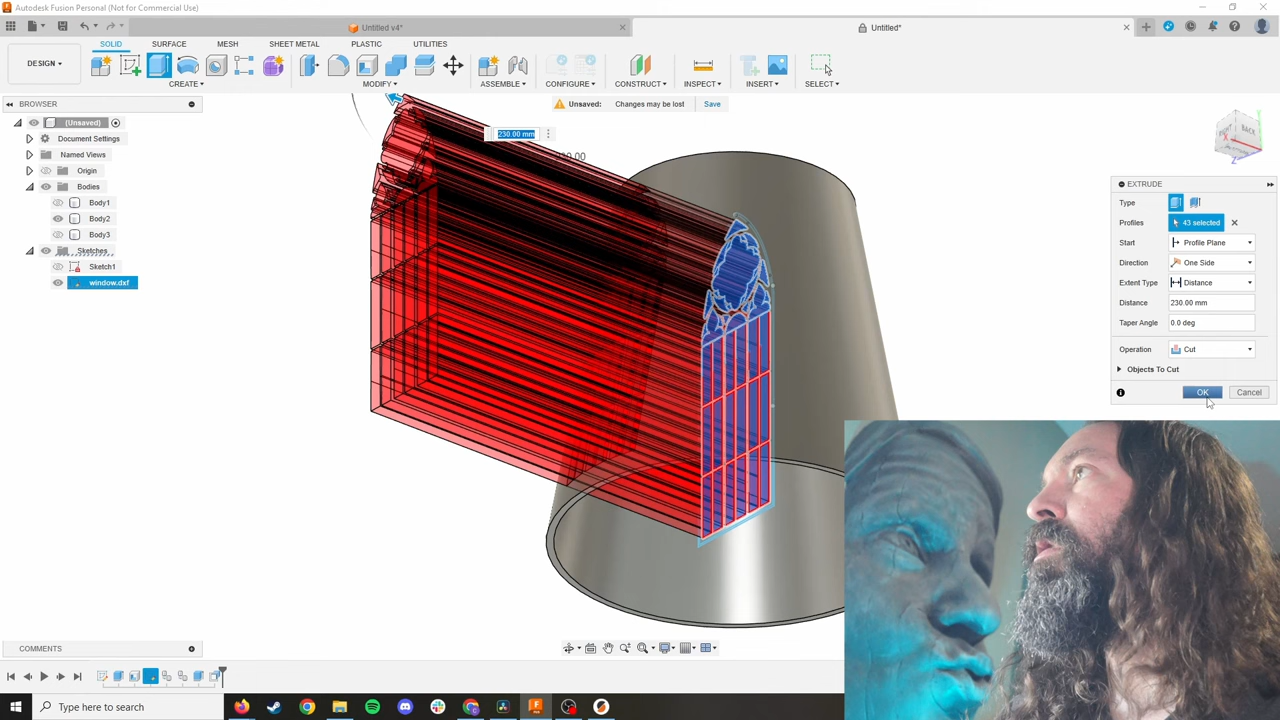 Autodesk Fusion Personal (Not for Commercial Use)
Untitled v4*
Untitled*
SOLID SURFACE MESH SHEET METAL PLASTIC UTILITIES
DESIGN
CREATE MODIFY ASSEMBLE CONFIGURE CONSTRUCT INSPECT INSERT SELECT
BROWSER
Unsaved: Changes may be lost Save
(Unsaved)
Document Settings
Named Views
Origin
Bodies
Body1
Body2
Body3
Sketches
Sketch1
window.dxf
230.00 mm
BACK
X
Z
EXTRUDE
Type
Profiles 43 selected
Start Profile Plane
Direction One Side
Extent Type Distance
Distance 230.00 mm
Taper Angle 0.0 deg
Operation Cut
Objects To Cut
OK Cancel
COMMENTS
Type here to search